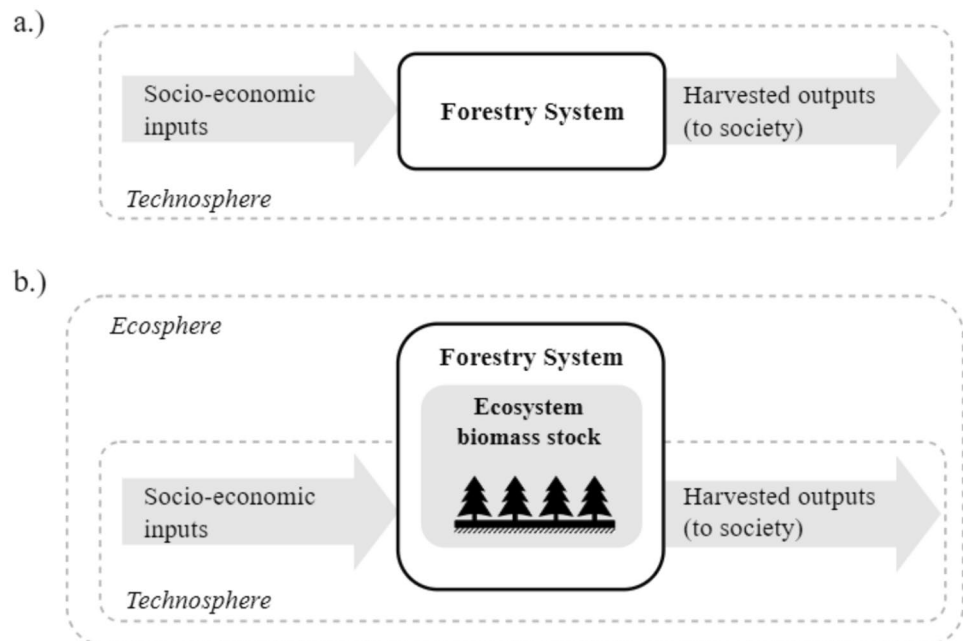 a.)
Socio-economic
inputs
Forestry System
Harvested outputs
(to society)
Technosphere
b.)
Ecosphere
Forestry System
Ecosystem
biomass stock
Socio-economic
inputs
Harvested outputs
(to society)
Technosphere